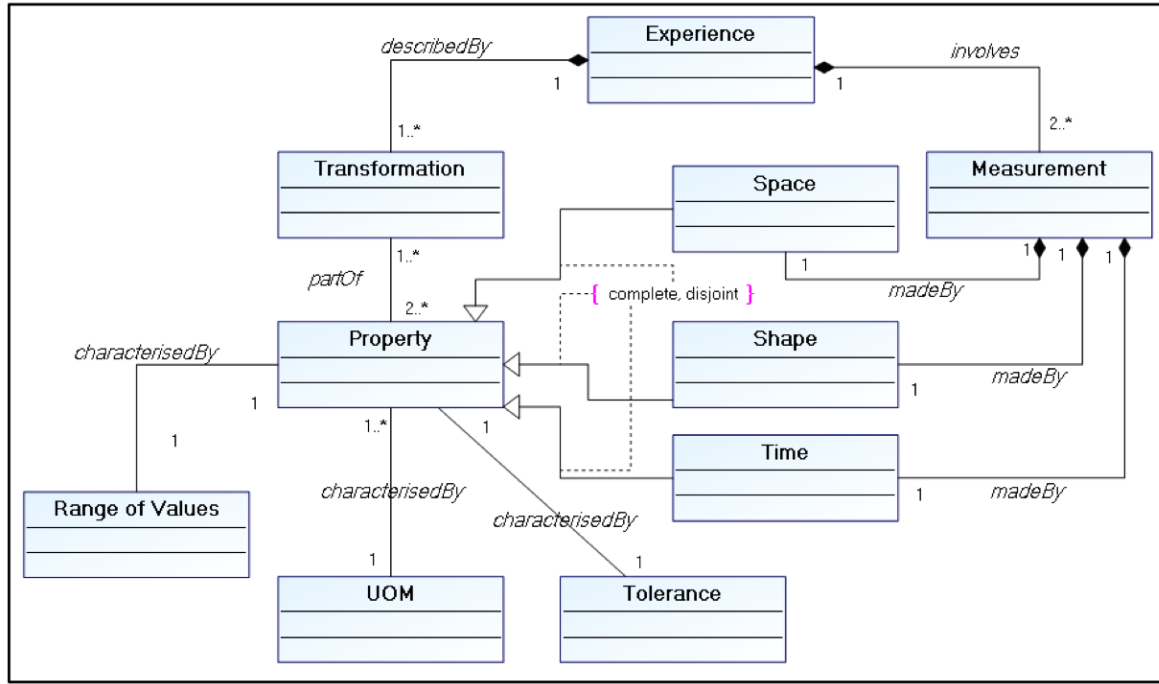 Experience
describedBy
involves
1
1
1..*
2..*
Transformation
Space
Measurement
1..*
1
1
1
1
partOf
madeBy
{ complete, disjoint }
2..*
Property
Shape
characterisedBy
1
madeBy
1
1..*
1
Time
1
characterisedBy
1
madeBy
Range of Values
characterisedBy
1
1
UOM
Tolerance